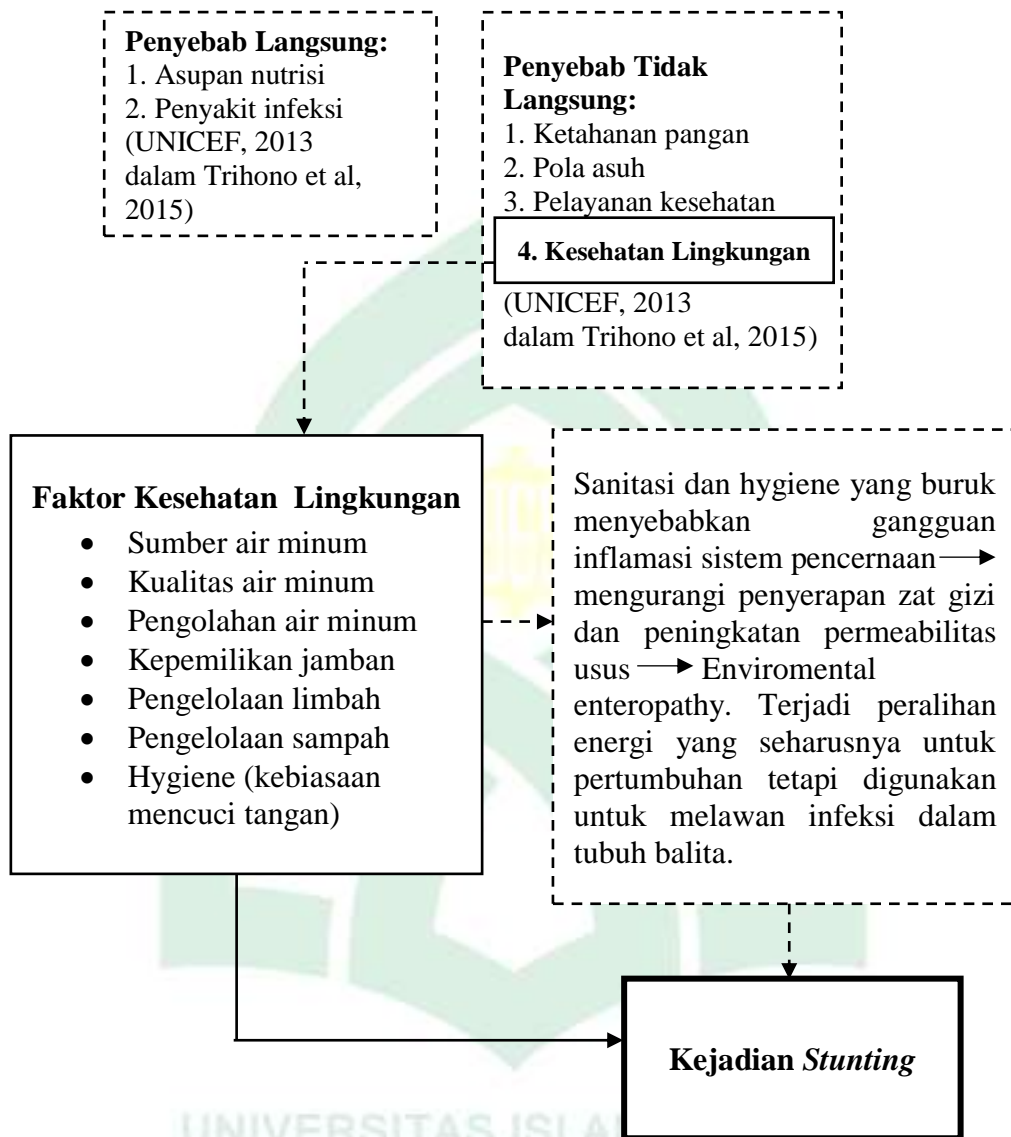 Penyebab Langsung:
1. Asupan nutrisi
2. Penyakit infeksi
(UNICEF, 2013
dalam Trihono et al,
2015)
Penyebab Tidak
Langsung:
1. Ketahanan pangan
2. Pola asuh
3. Pelayanan kesehatan
4. Kesehatan Lingkungan
(UNICEF, 2013
dalam Trihono et al, 2015)
Faktor Kesehatan Lingkungan
• Sumber air minum
• Kualitas air minum
• Pengolahan air minum
• Kepemilikan jamban
• Pengelolaan limbah
• Pengelolaan sampah
• Hygiene (kebiasaan
mencuci tangan)
Sanitasi dan hygiene yang buruk
menyebabkan gangguan
inflamasi sistem pencernaan →
mengurangi penyerapan zat gizi
dan peningkatan permeabilitas
usus → Enviromental
enteropathy. Terjadi peralihan
energi yang seharusnya untuk
pertumbuhan tetapi digunakan
untuk melawan infeksi dalam
tubuh balita.
Kejadian Stunting
UNIVERSITAS ISLA